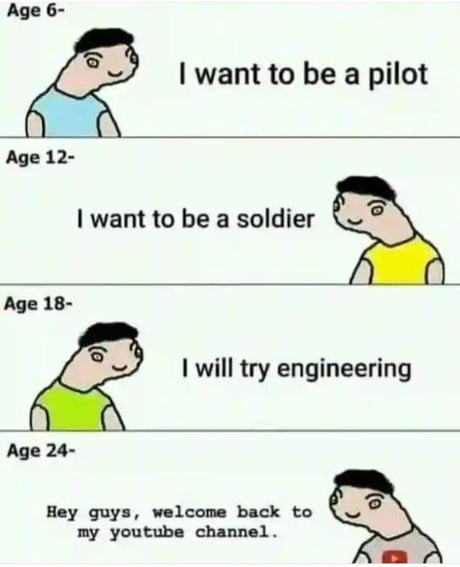 Age 6-
I want to be a pilot
Age 12-
I want to be a soldier
Age 18-
I will try engineering
Age 24-
Hey guys, welcome back to
my youtube channel.